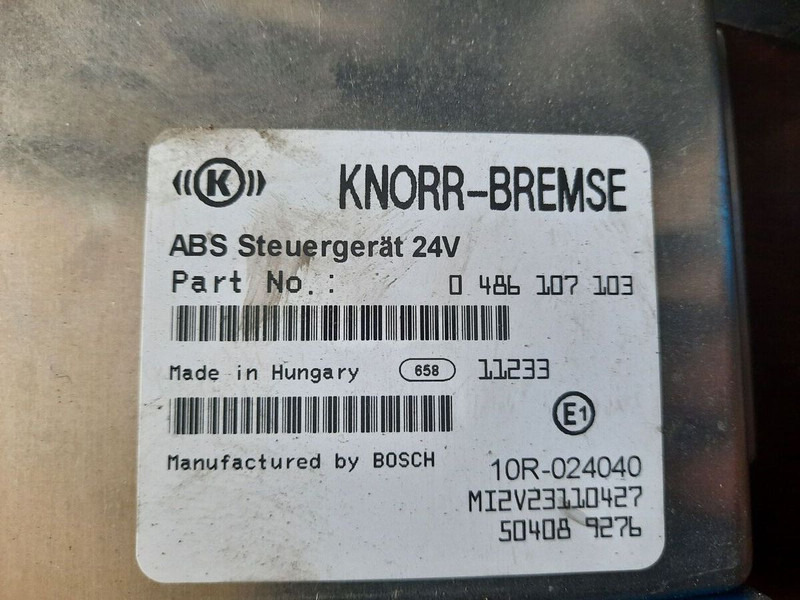 K KNORR-BREMSE
ABS Steuergerät 24V
Part No.: 0 486 107 103
Made in Hungary 658 11233
E1
Manufactured by BOSCH 10R-024040
MI2V23110427
50408 9276